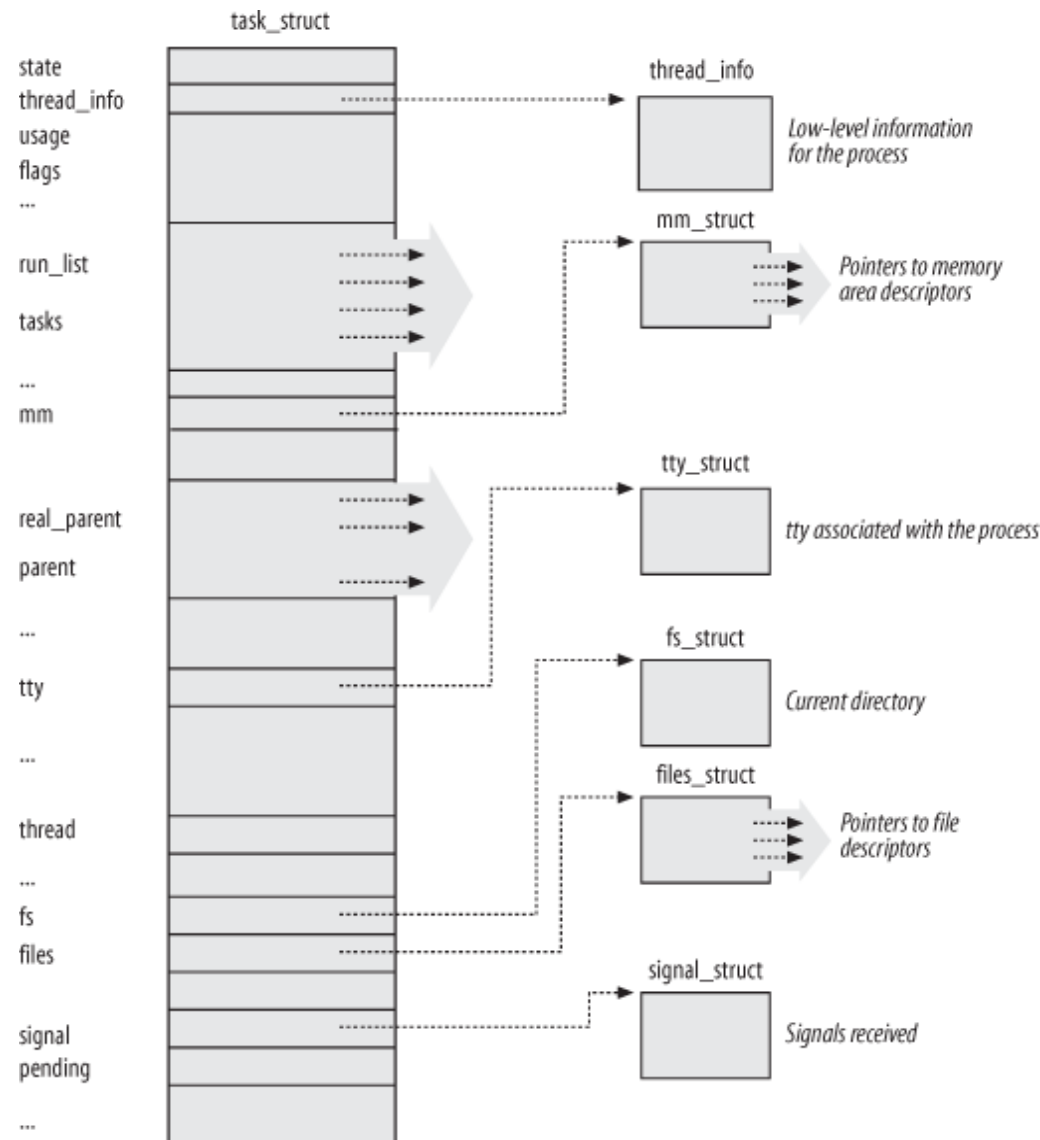 task_struct
state
thread_info
usage
flags
...
run_list
tasks
...
mm
real_parent
parent
...
tty
...
thread
...
fs
files
signal
pending
...
thread_info
Low-level information
for the process
mm_struct
Pointers to memory
area descriptors
tty_struct
tty associated with the process
fs_struct
Current directory
files_struct
Pointers to file
descriptors
signal_struct
Signals received